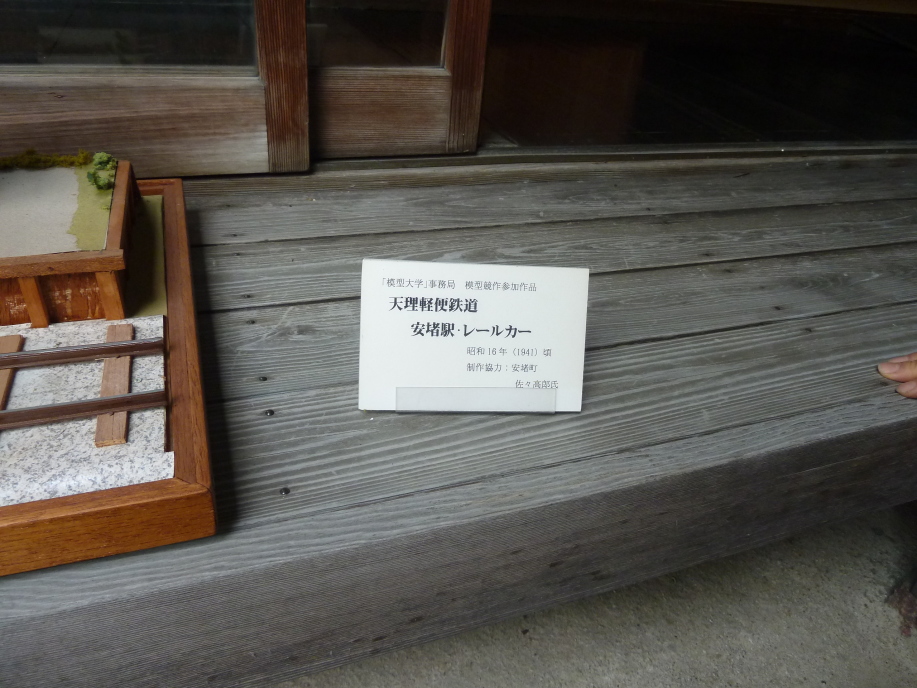 「模型大学」事務局　模型競作参加作品
天理軽便鉄道
安堵駅・レールカー
昭和16年（1941）頃
制作協力：安堵町
佐々高郎氏